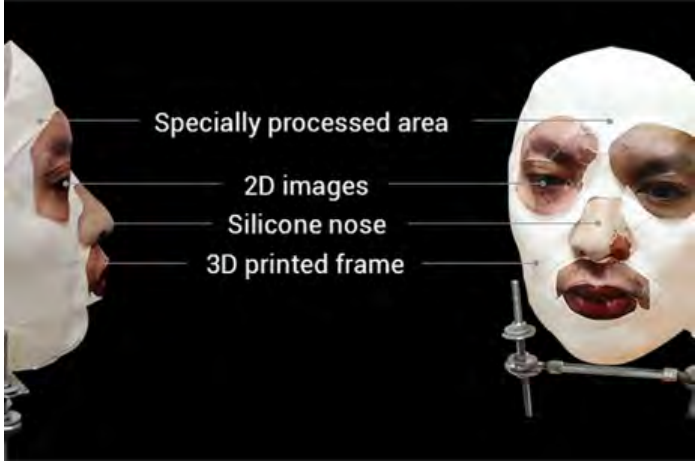 Specially processed area
2D images
Silicone nose
3D printed frame